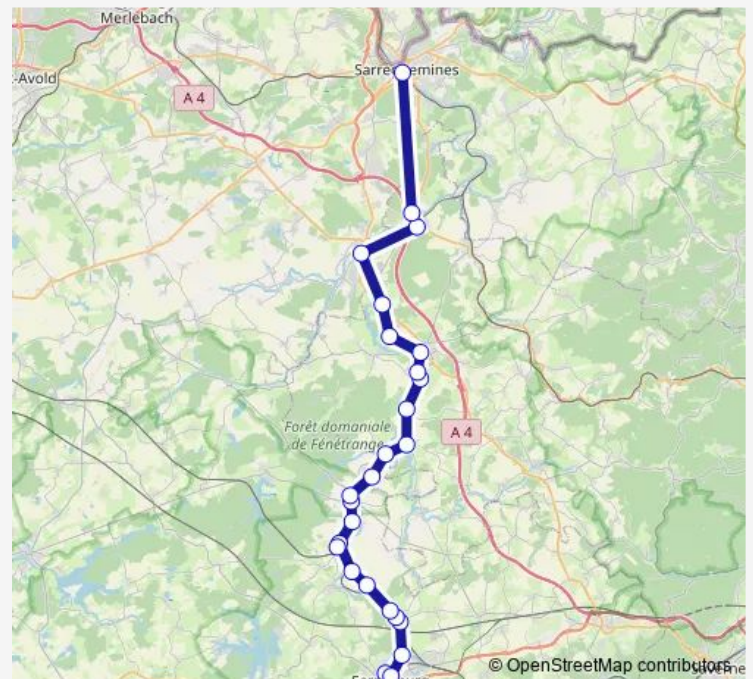 Merlebach
-Avold
Sarreguemines
A 4
Forêt domaniale
de Fénétrange
A 4
© OpenStreetMap contributors